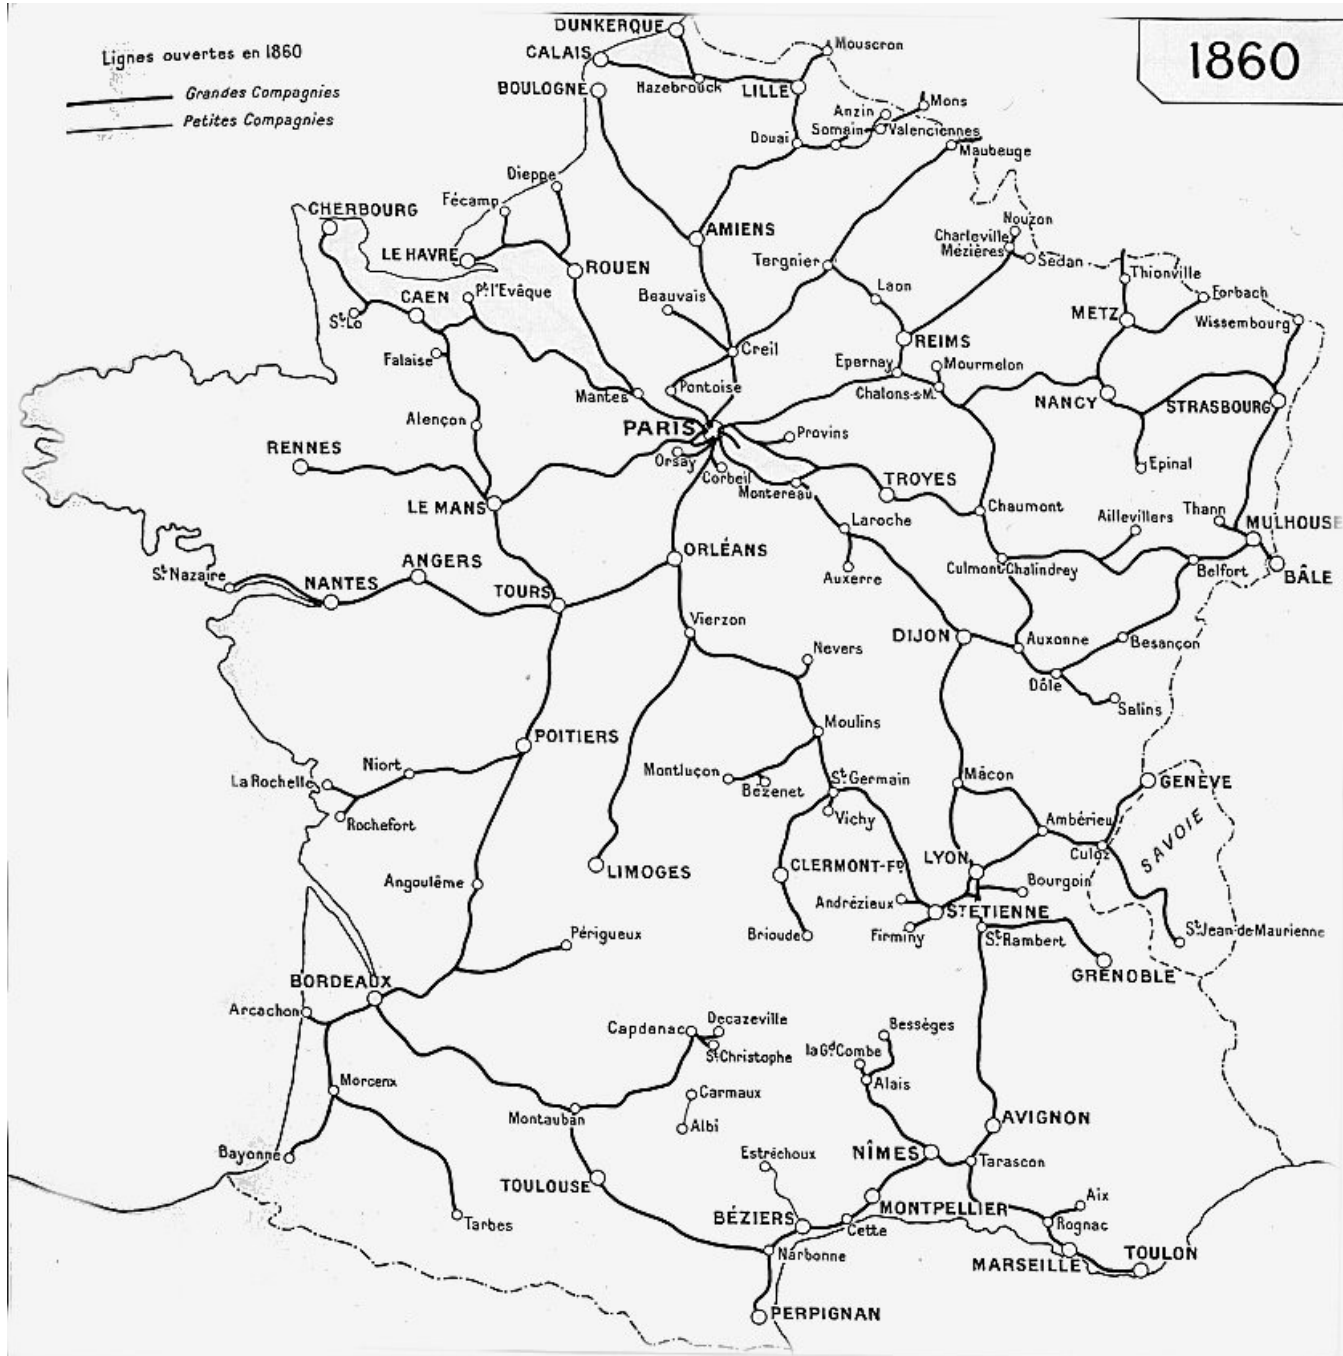 1860
Lignes ouvertes en 1860
Grandes Compagnies
Petites Compagnies
DUNKERQUE
CALAIS
BOULOGNE
Hazebrouck
LILLE
Mouscron
Anzin
Mons
Somain
Valenciennes
Douai
Maubeuge
Dieppe
Fécamp
CHERBOURG
LE HAVRE
ROUEN
AMIENS
Tergnier
Nouzon
Charleville
Mézières
Sedan
Thionville
Forbach
METZ
Wissembourg
Beauvais
Laon
Pt l'Evêque
CAEN
St Lo
Falaise
REIMS
Creil
Epernay
Mourmelon
Chalons-s-M.
Pontoise
Mantes
NANCY
STRASBOURG
PARIS
Provins
Alençon
RENNES
Orsay
Corbeil
Montereau
TROYES
Epinal
LE MANS
Chaumont
Laroche
Aillevillers
Thann
MULHOUSE
ORLÉANS
ANGERS
Auxerre
Culmont-Chalindrey
Belfort
BÂLE
St Nazaire
NANTES
TOURS
Vierzon
DIJON
Auxonne
Besançon
Nevers
Dôle
Salins
Moulins
POITIERS
Niort
La Rochelle
Montluçon
Bézenet
St Germain
Mâcon
GENÈVE
Rochefort
Vichy
Ambérieu
SAVOIE
Culoz
LIMOGES
CLERMONT-Fd
LYON
Bourgoin
Angoulême
Andrézieux
St ETIENNE
Firminy
Brioude
St Rambert
St Jean-de-Maurienne
GRENOBLE
Périgueux
BORDEAUX
Arcachon
Capdenac
Decazeville
St Christophe
Bessèges
la Gd Combe
Alais
Morcenx
Carmaux
Albi
Montauban
AVIGNON
Bayonne
Estréchoux
NÎMES
Tarascon
TOULOUSE
Tarbes
BÉZIERS
MONTPELLIER
Cette
Aix
Rognac
Narbonne
MARSEILLE
TOULON
PERPIGNAN